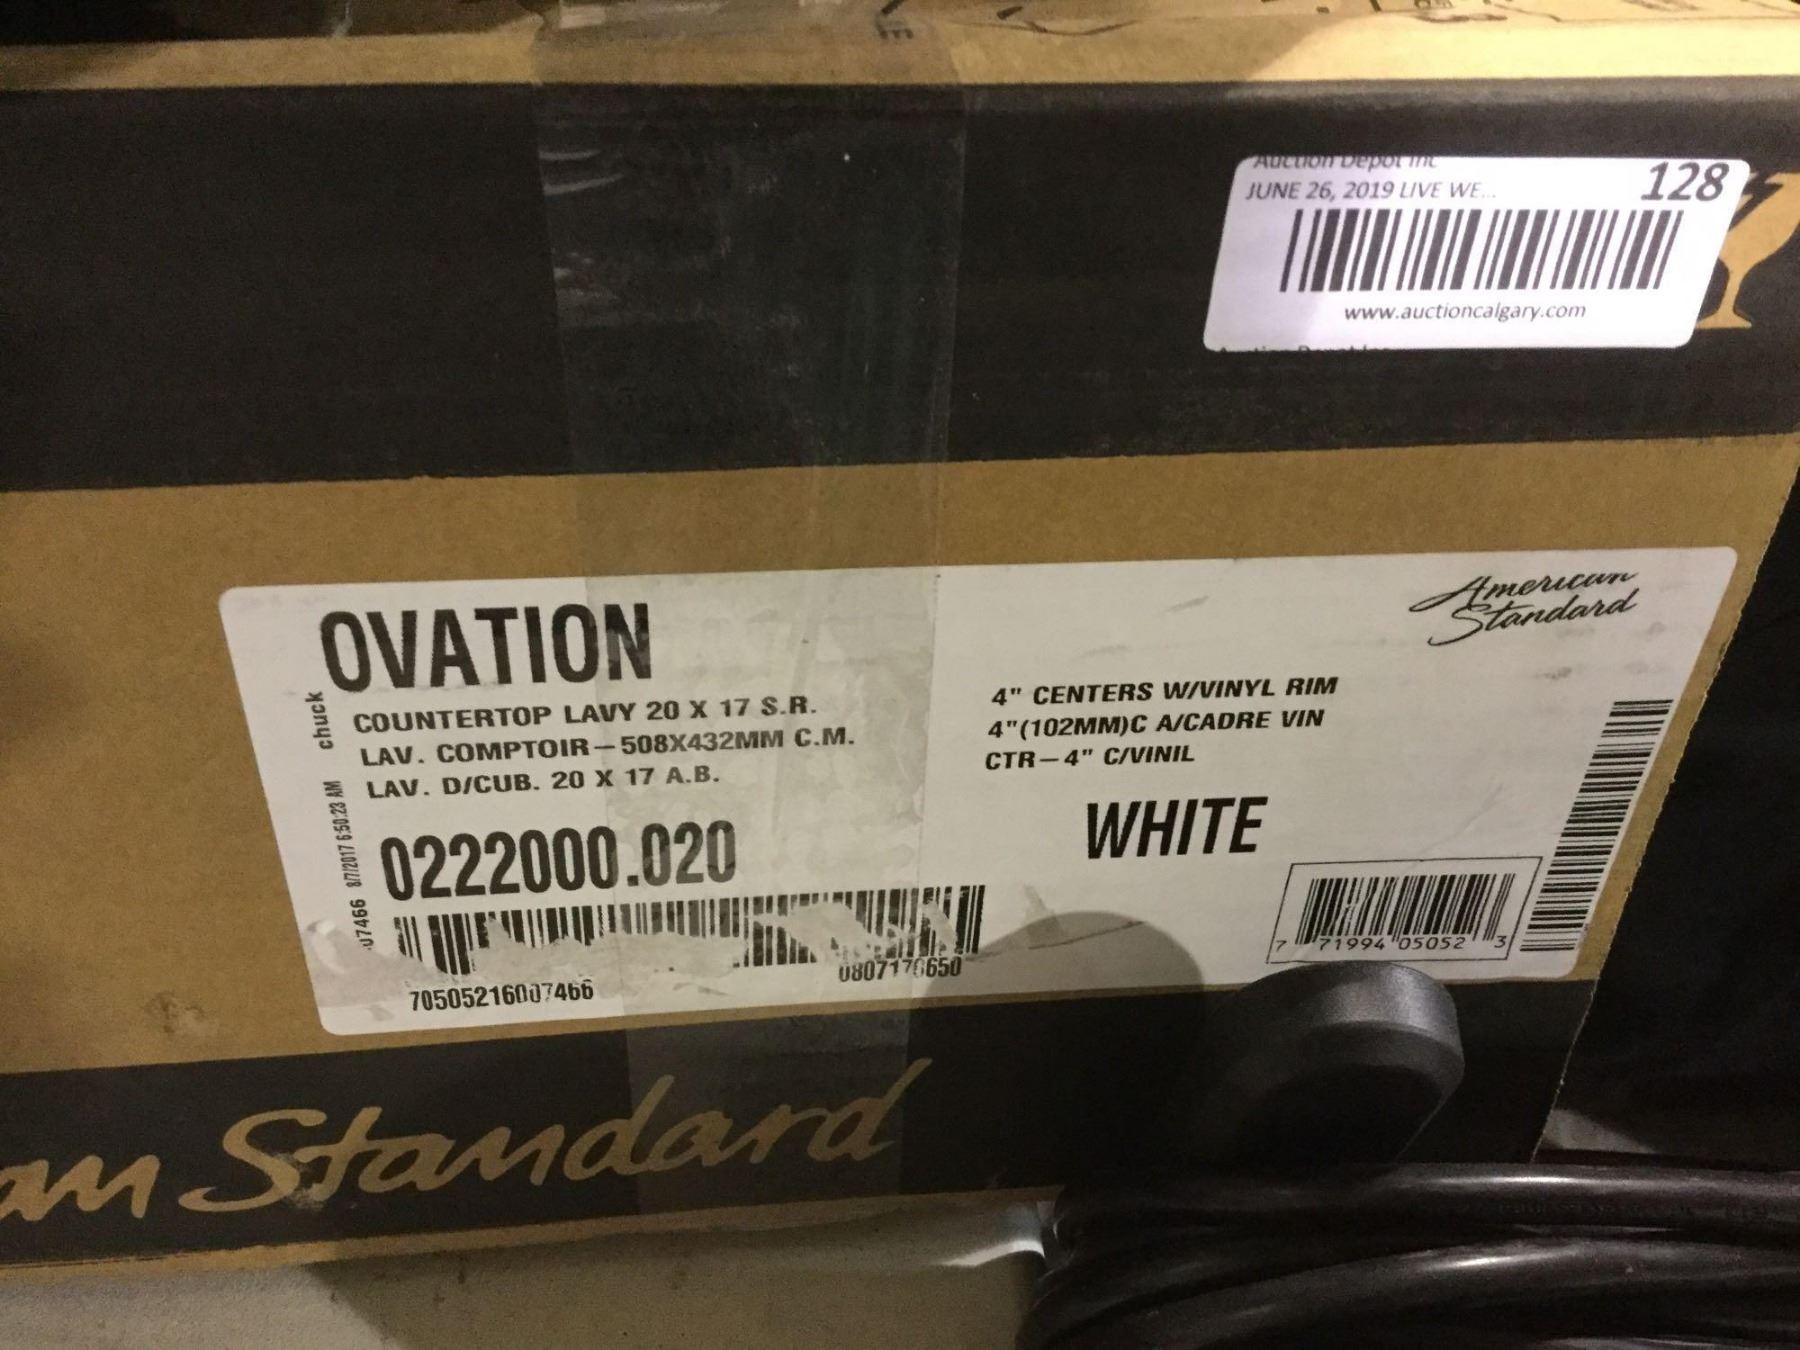 Auction Depot Inc
JUNE 26, 2019 LIVE WE...
128
www.auctioncalgary.com
American
Standard
OVATION
COUNTERTOP LAVY 20 X 17 S.R.
LAV. COMPTOIR—508X432MM C.M.
LAV. D/CUB. 20 X 17 A.B.
4" CENTERS W/VINYL RIM
4"(102MM)C A/CADRE VIN
CTR—4" C/VINIL
WHITE
0222000.020
chuck
8/7/2017 6:50:23 AM
07466
70505216007466
7 71994 05052 3
an Standard